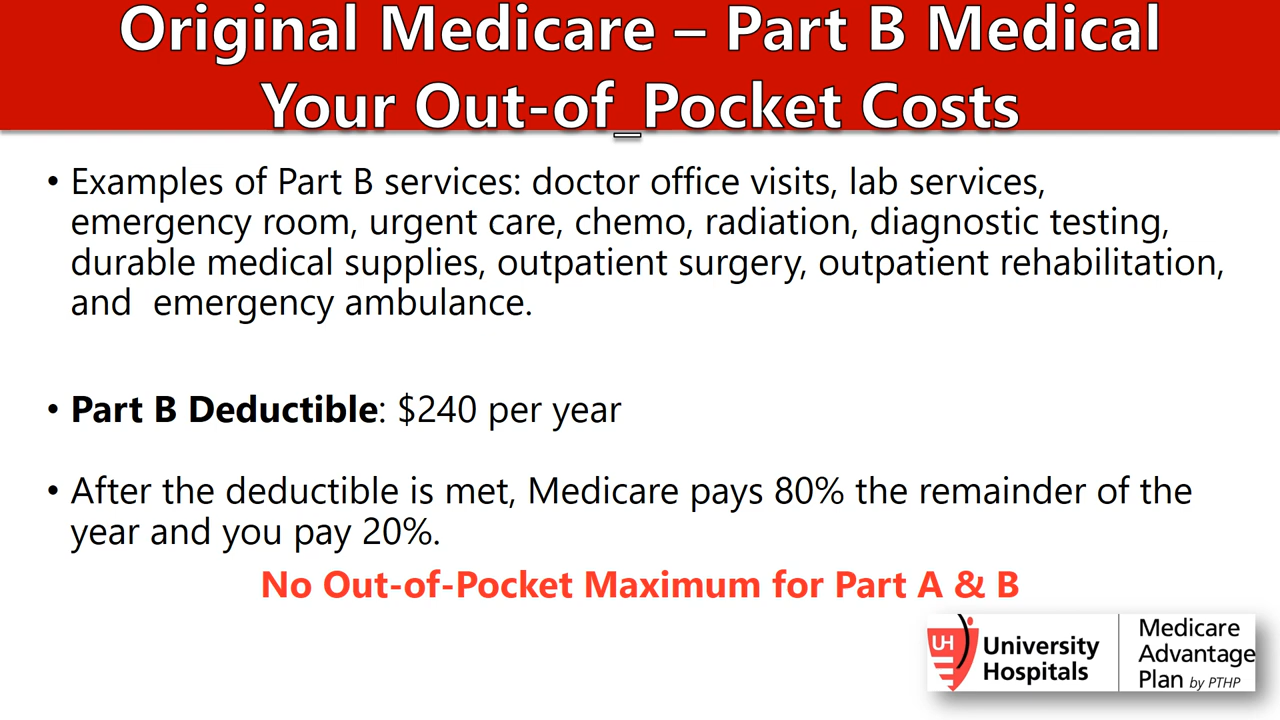 Original Medicare – Part B Medical
Your Out-of_Pocket Costs
• Examples of Part B services: doctor office visits, lab services,
emergency room, urgent care, chemo, radiation, diagnostic testing,
durable medical supplies, outpatient surgery, outpatient rehabilitation,
and  emergency ambulance.
• Part B Deductible: $240 per year
• After the deductible is met, Medicare pays 80% the remainder of the
year and you pay 20%.
No Out-of-Pocket Maximum for Part A & B
UH
University
Hospitals
Medicare
Advantage
Plan by PTHP